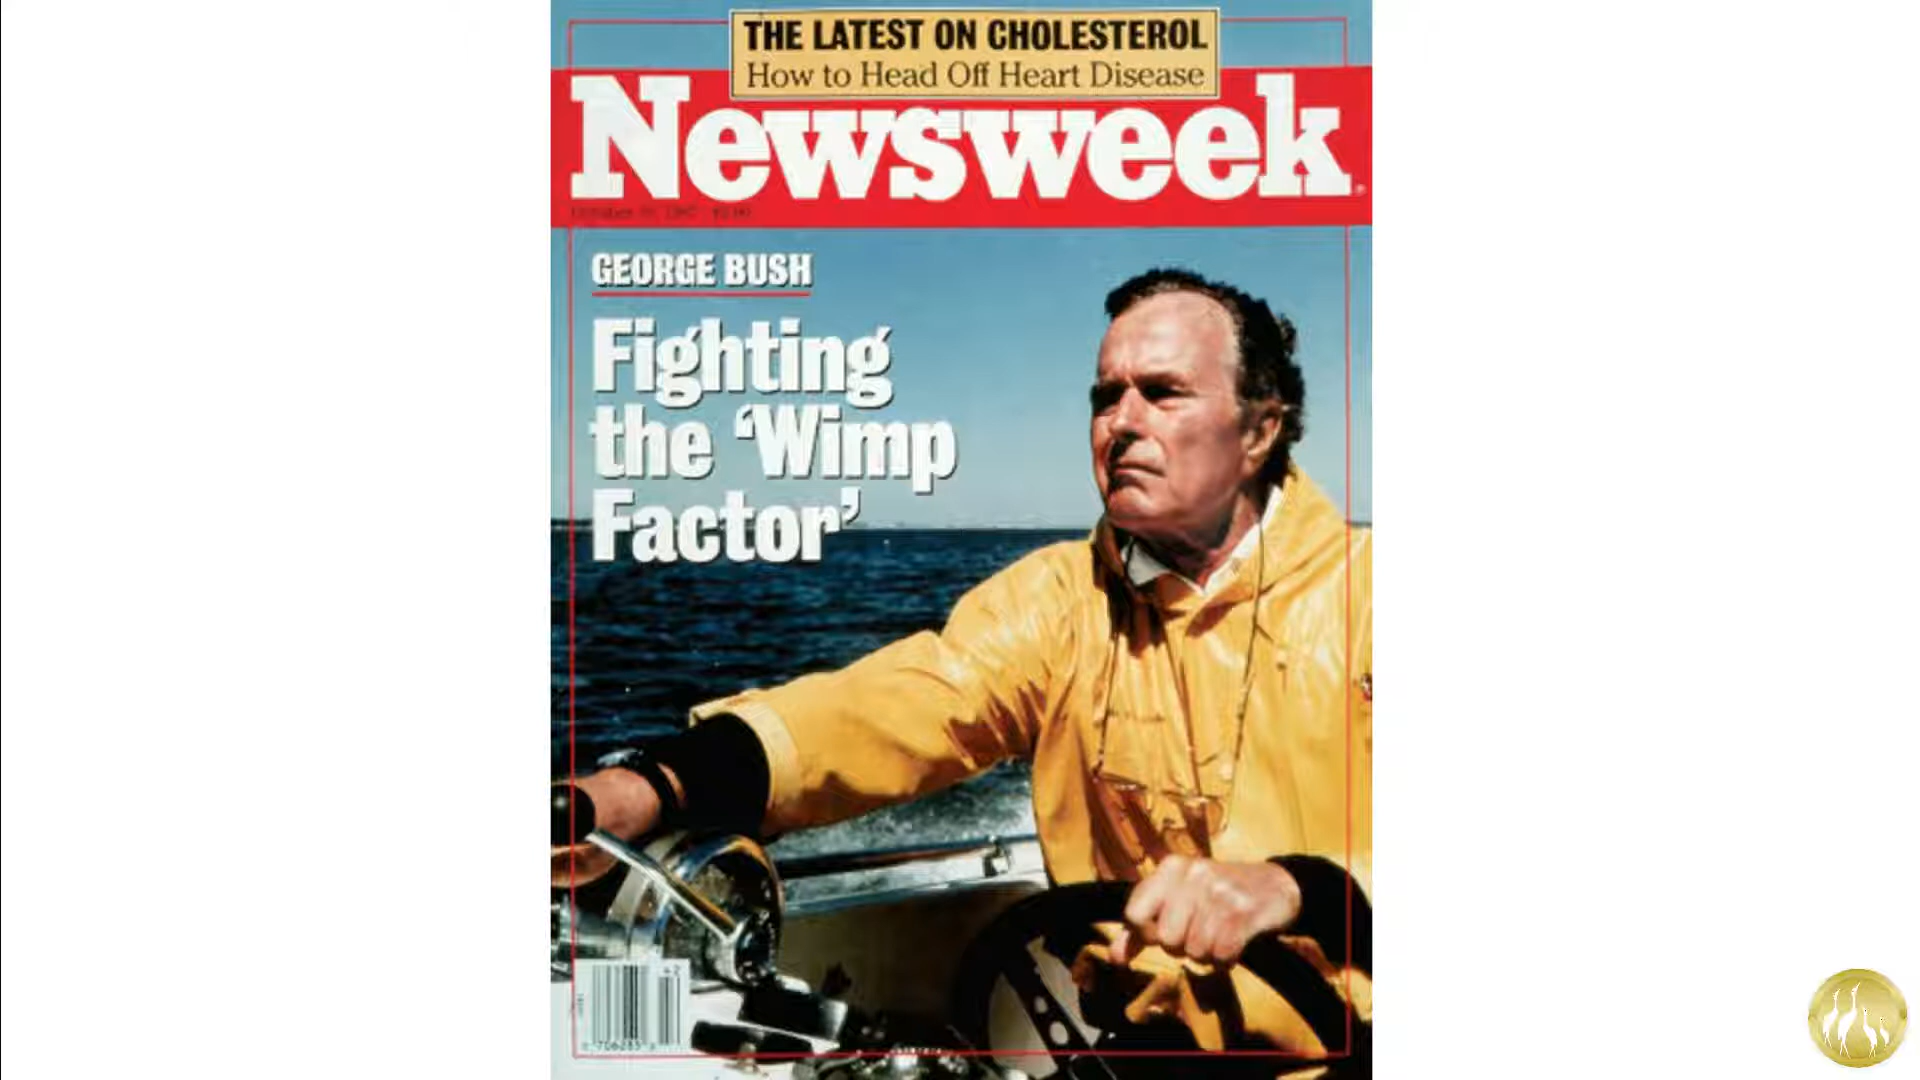 THE LATEST ON CHOLESTEROL
How to Head Off Heart Disease
Newsweek
GEORGE BUSH
Fighting
the ‘Wimp
Factor’